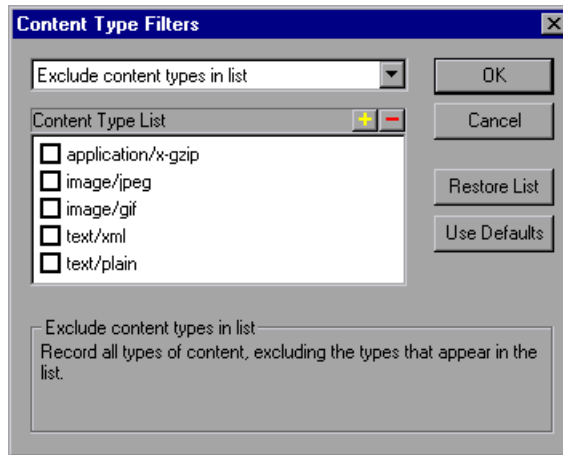 Content Type Filters
Exclude content types in list
OK
Content Type List
Cancel
application/x-gzip
image/jpeg
Restore List
image/gif
text/xml
Use Defaults
text/plain
Exclude content types in list
Record all types of content, excluding the types that appear in the
list.